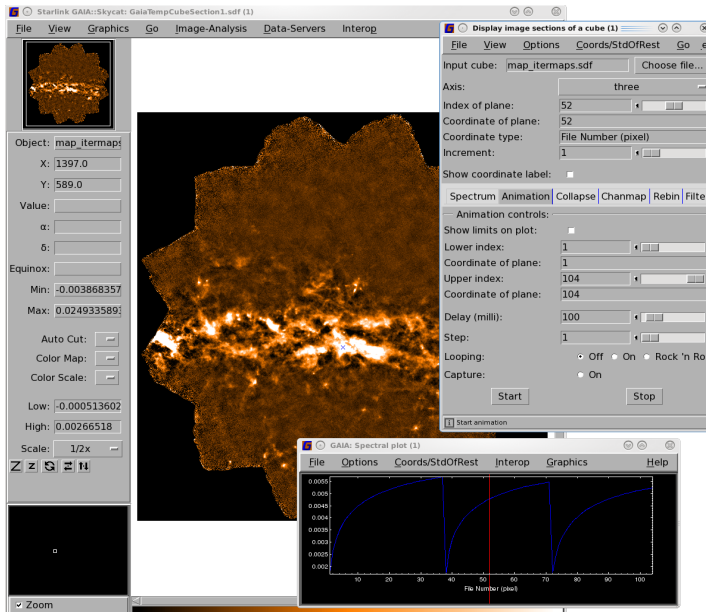 Starlink GAIA::Skycat: GaiaTempCubeSection1.sdf (1)
File View Graphics Go Image-Analysis Data-Servers Interop
Object: map_itermaps
X: 1397.0
Y: 589.0
Value:
α:
δ:
Equinox:
Min: -0.003868357
Max: 0.0249335893
Auto Cut:
Color Map:
Color Scale:
Low: -0.000513602
High: 0.00266518
Scale: 1/2x
Z z
Zoom
Display image sections of a cube (1)
File View Options Coords/StdOfRest Go
Input cube: map_itermaps.sdf Choose file...
Axis: three
Index of plane: 52
Coordinate of plane: 52
Coordinate type: File Number (pixel)
Increment: 1
Show coordinate label:
Spectrum Animation Collapse Chanmap Rebin Filte
Animation controls:
Show limits on plot:
Lower index: 1
Coordinate of plane: 1
Upper index: 104
Coordinate of plane: 104
Delay (milli): 100
Step: 1
Looping: Off On Rock 'n Ro
Capture: On
Start Stop
Start animation
GAIA: Spectral plot (1)
File Options Coords/StdOfRest Interop Graphics Help
0.0055
0.005
0.0045
0.004
0.0035
0.003
0.0025
0.002
10 20 30 40 50 60 70 80 90 100
File Number (pixel)